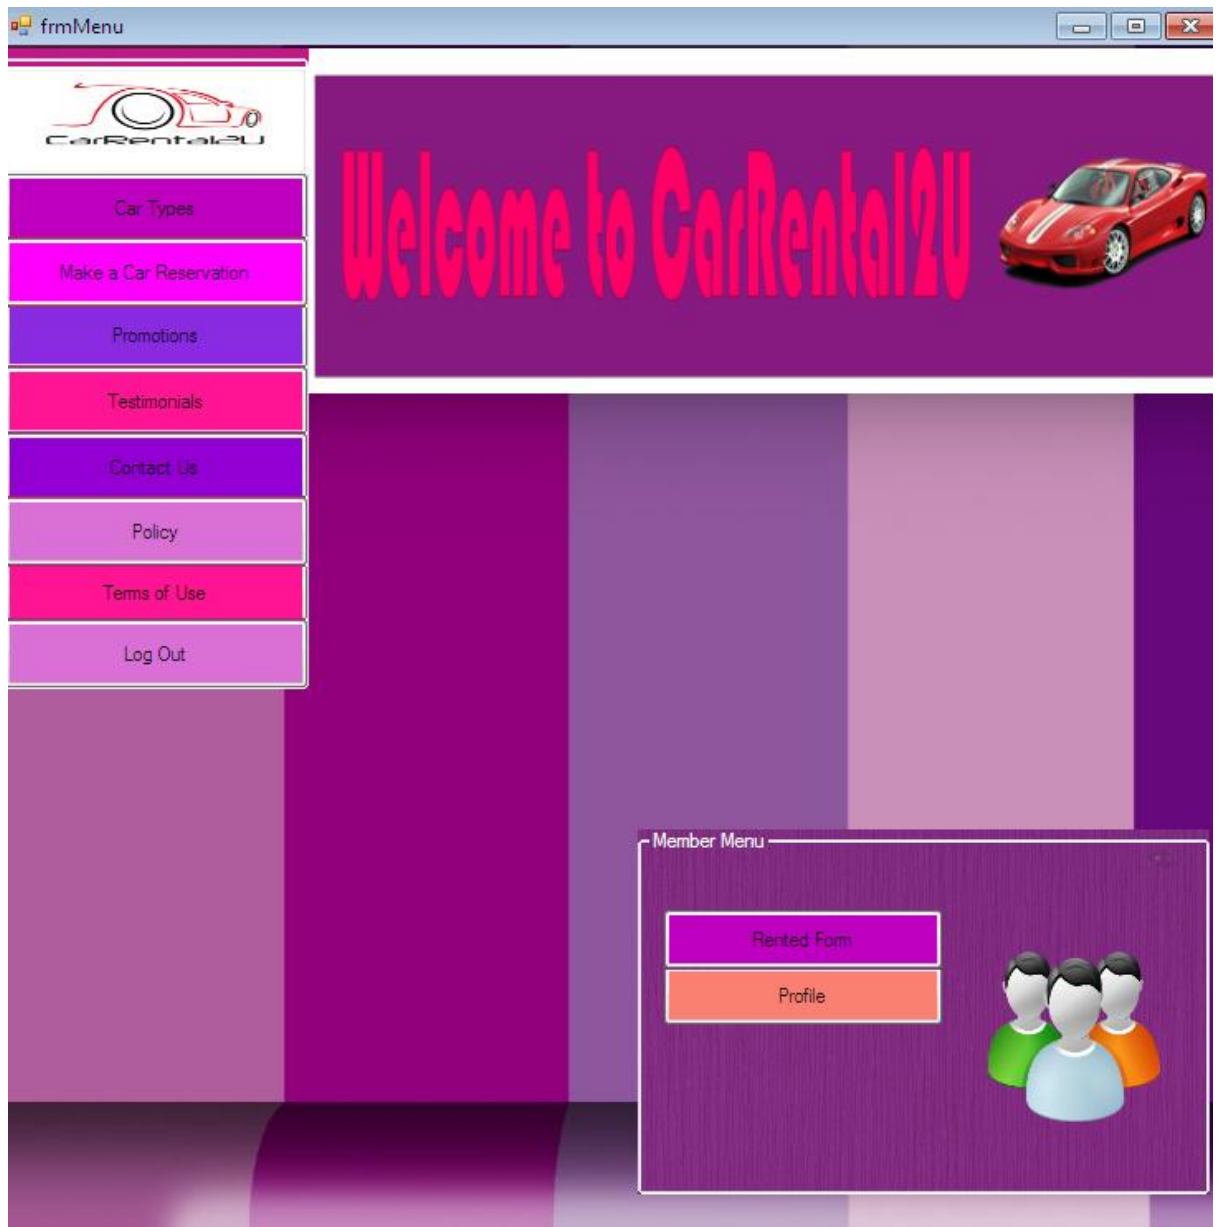 frmMenu
CarRental2U
Welcome to CarRental2U
Car Types
Make a Car Reservation
Promotions
Testimonials
Contact Us
Policy
Terms of Use
Log Out
Member Menu
Rented Form
Profile